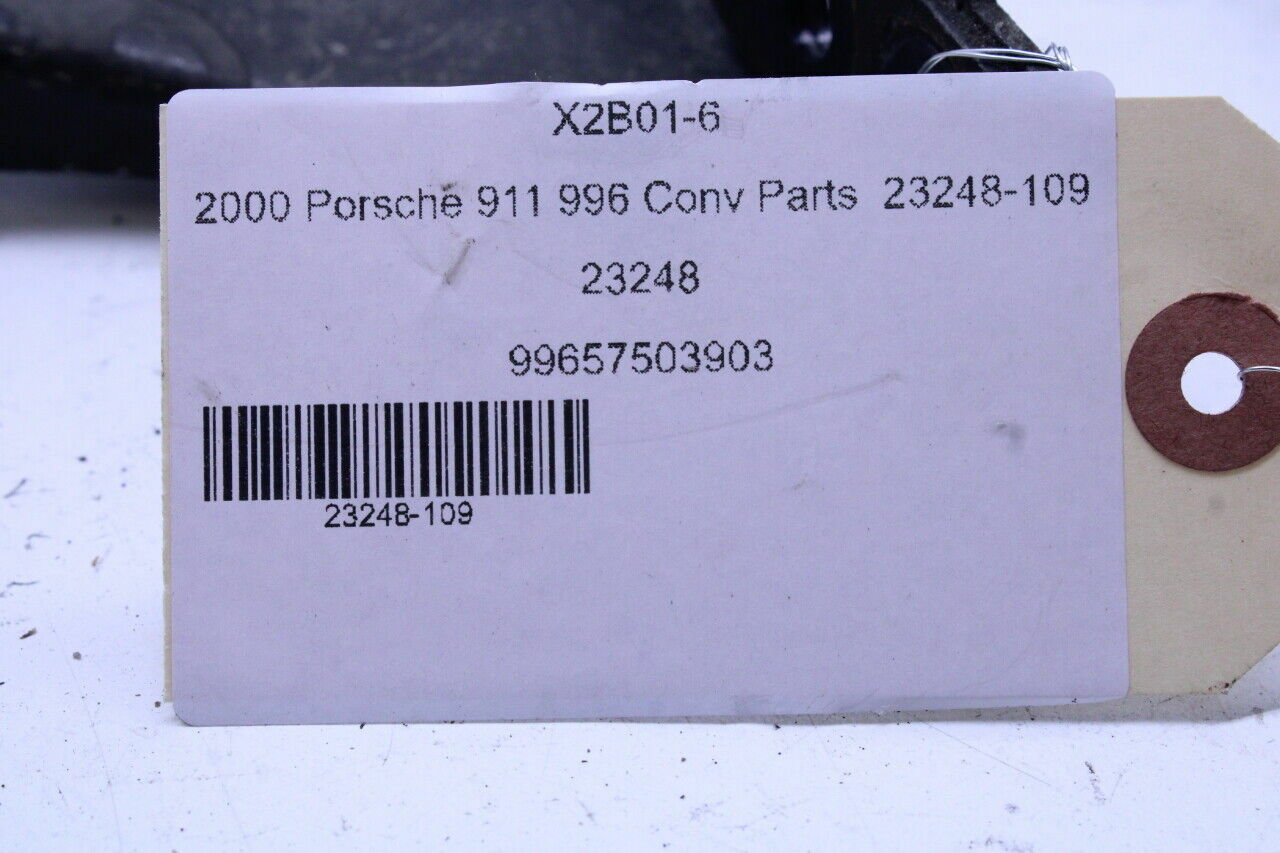 X2B01-6
2000 Porsche 911 996 Conv Parts 23248-109
23248
99657503903
23248-109